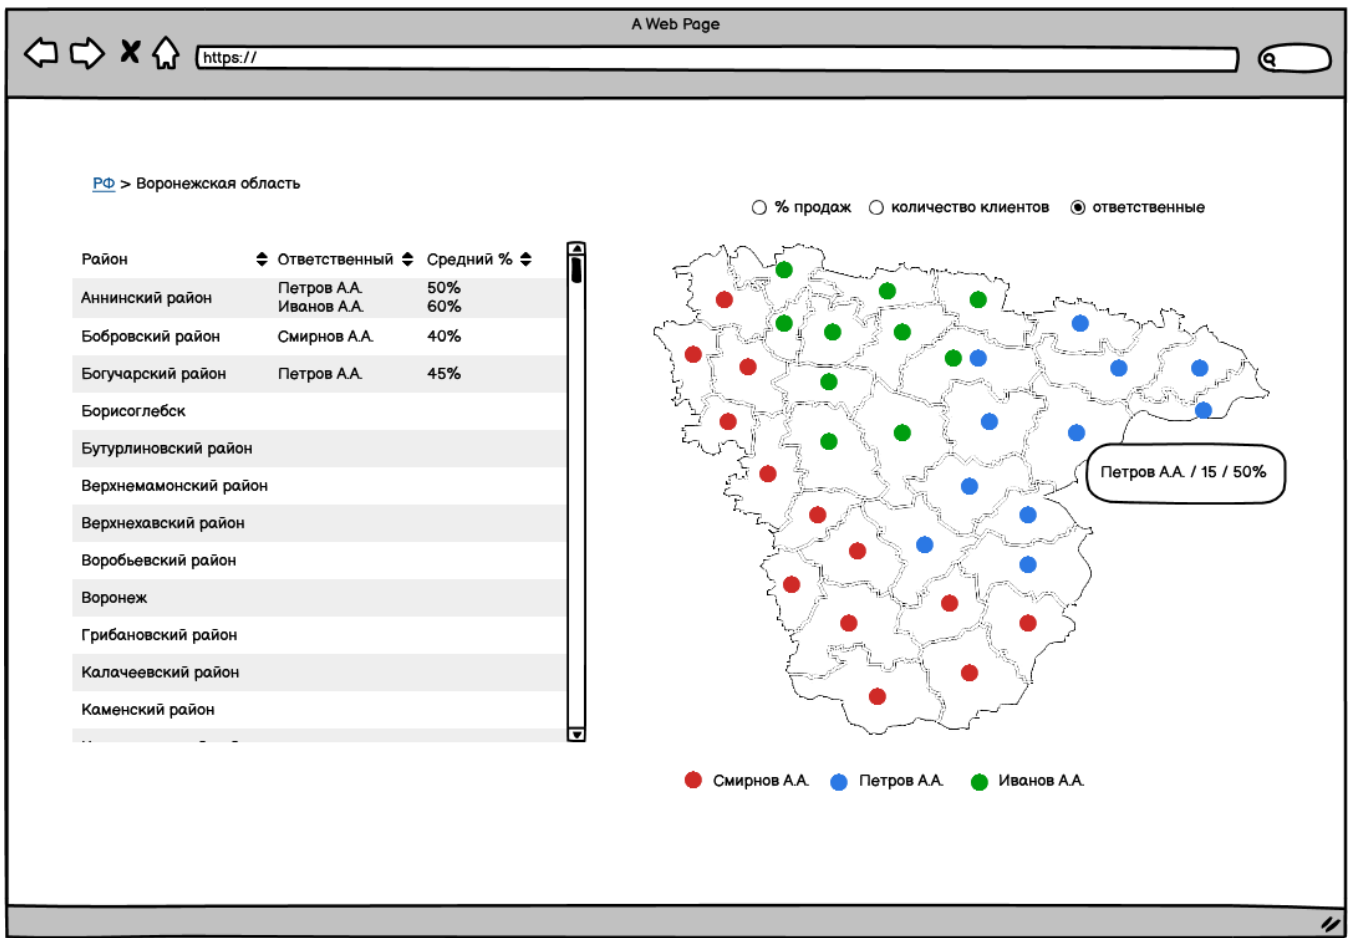 A Web Page
https://
РФ > Воронежская область
% продаж количество клиентов ответственные
Район Ответственный Средний %
Аннинский район Петров А.А. 50%
Иванов А.А. 60%
Бобровский район Смирнов А.А. 40%
Богучарский район Петров А.А. 45%
Борисоглебск
Бутурлиновский район
Верхнемамонский район
Верхнехавский район
Воробьевский район
Воронеж
Грибановский район
Калачеевский район
Каменский район
Петров А.А. / 15 / 50%
Смирнов А.А. Петров А.А. Иванов А.А.